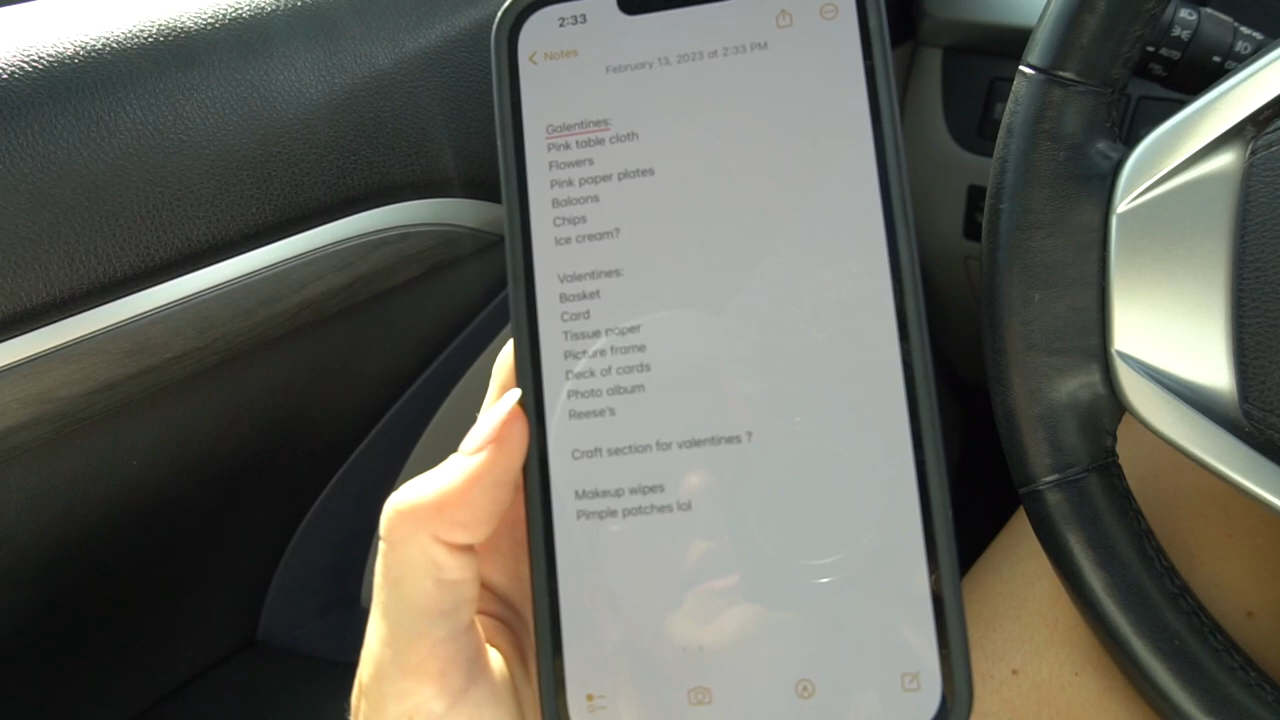 2:33
Notes
February 13, 2023 at 2:33 PM
Galentines:
Pink table cloth
Flowers
Pink paper plates
Baloons
Chips
Ice cream?
Valentines:
Basket
Card
Tissue paper
Picture frame
Deck of cards
Photo album
Reese's
Craft section for valentines ?
Makeup wipes
Pimple patches lol
AUTO